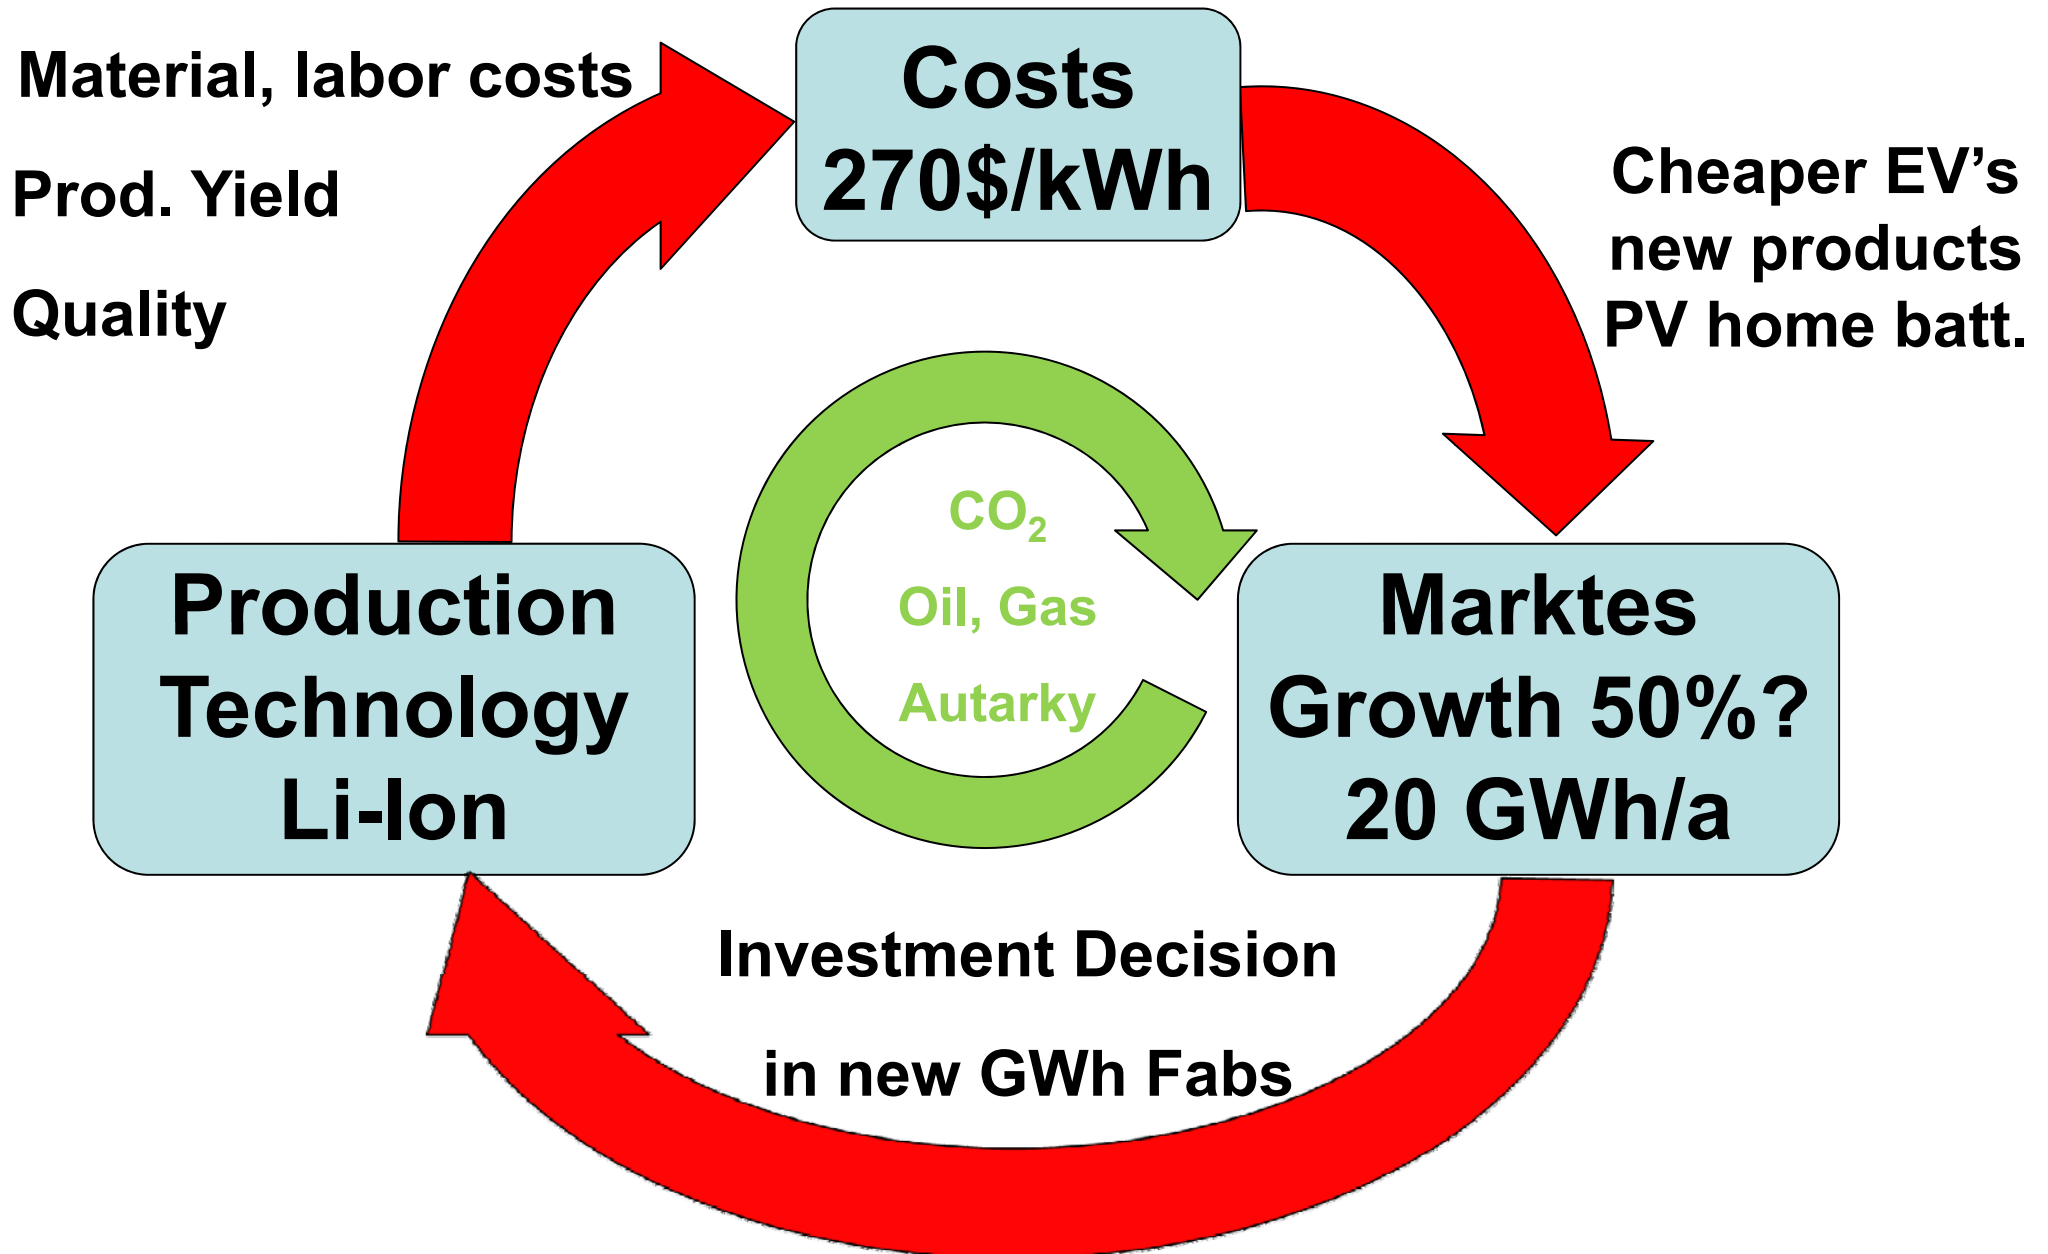 Material, labor costs
Prod. Yield
Quality
Costs
270$/kWh
Cheaper EV’s
new products
PV home batt.
CO₂
Oil, Gas
Autarky
Production
Technology
Li-Ion
Marktes
Growth 50%?
20 GWh/a
Investment Decision
in new GWh Fabs